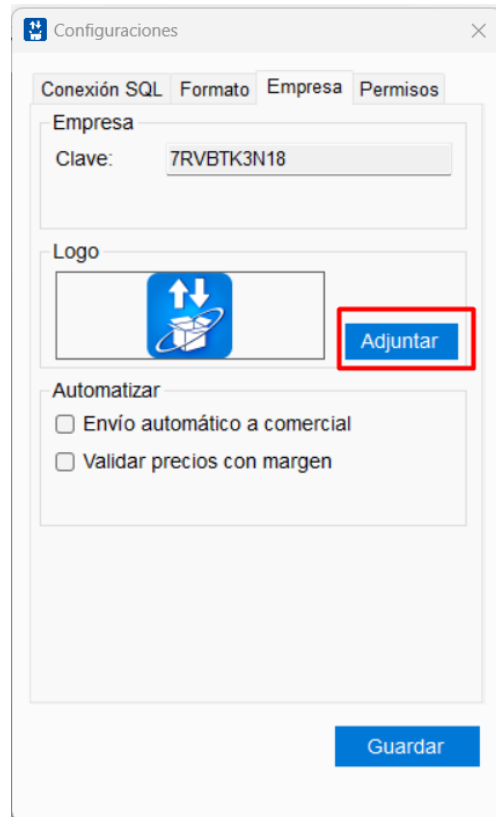 Configuraciones
Conexión SQL Formato Empresa Permisos
Empresa
Clave: 7RVBTK3N18
Logo
Adjuntar
Automatizar
Envío automático a comercial
Validar precios con margen
Guardar